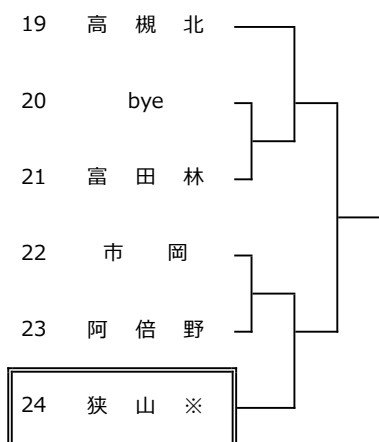 19 高 槻 北
20 bye
21 富 田 林
22 市 岡
23 阿 倍 野
24 狭 山 ※